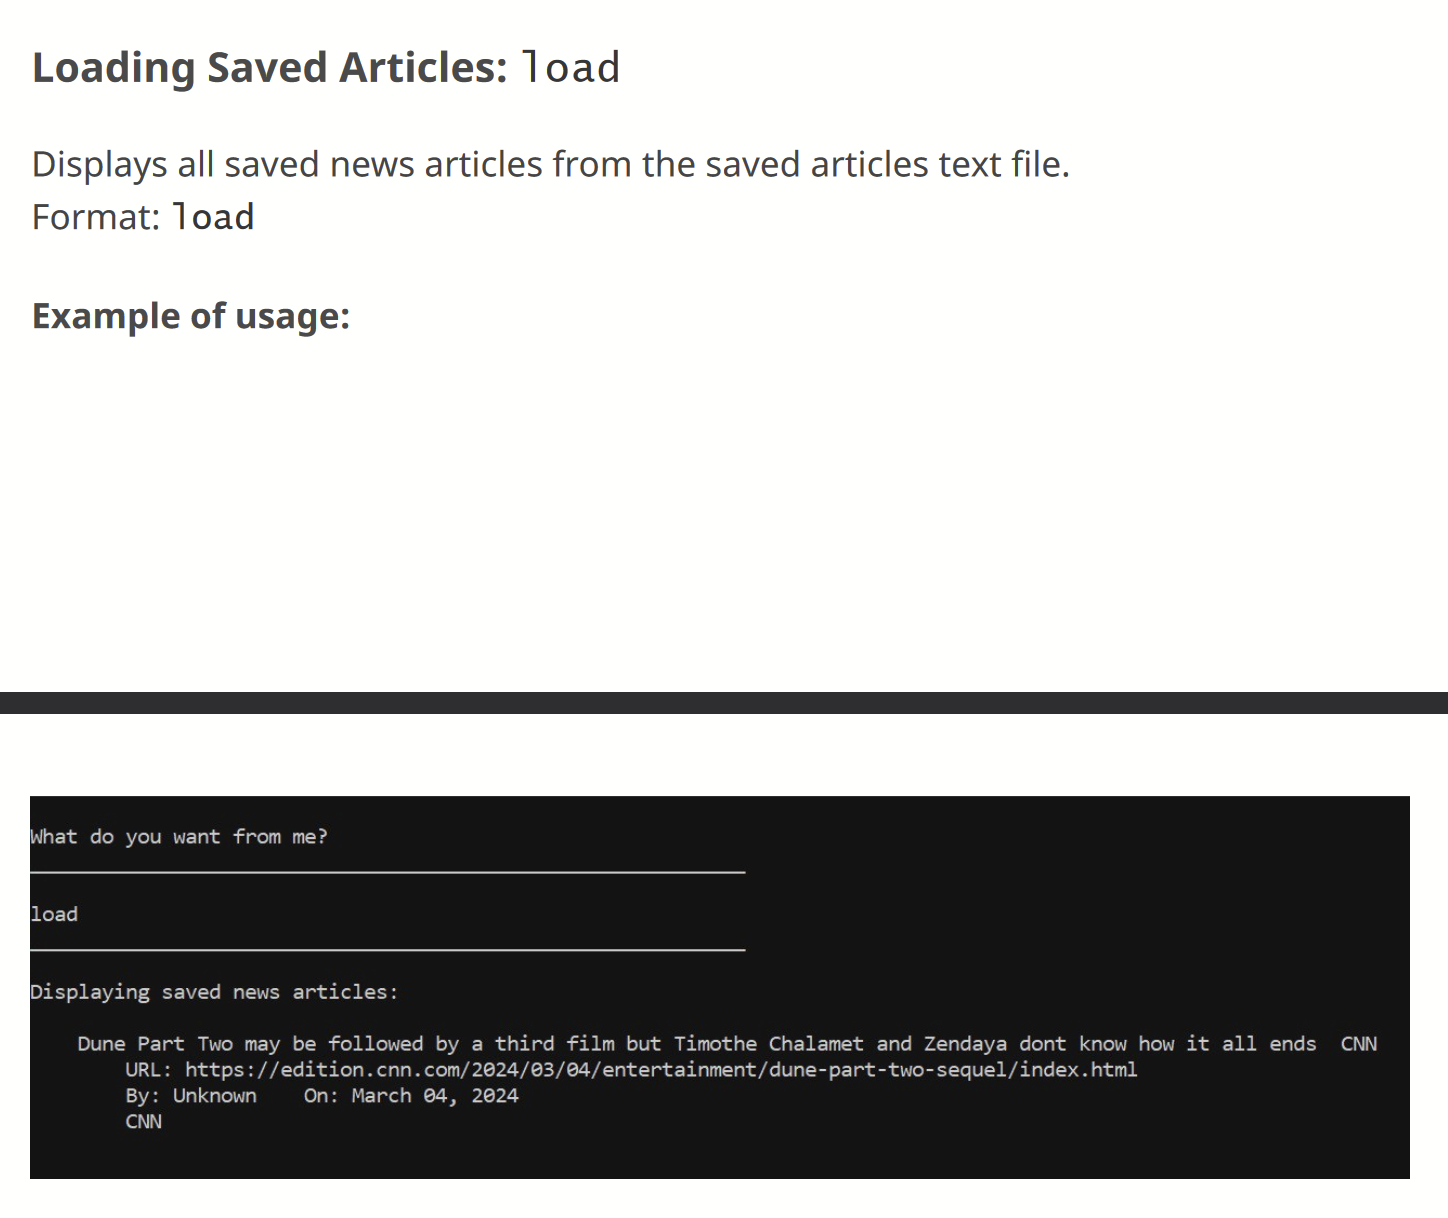 Loading Saved Articles: load
Displays all saved news articles from the saved articles text file.
Format: load
Example of usage:
What do you want from me?
load
Displaying saved news articles:
Dune Part Two may be followed by a third film but Timothe Chalamet and Zendaya dont know how it all ends  CNN
URL: https://edition.cnn.com/2024/03/04/entertainment/dune-part-two-sequel/index.html
By: Unknown    On: March 04, 2024
CNN